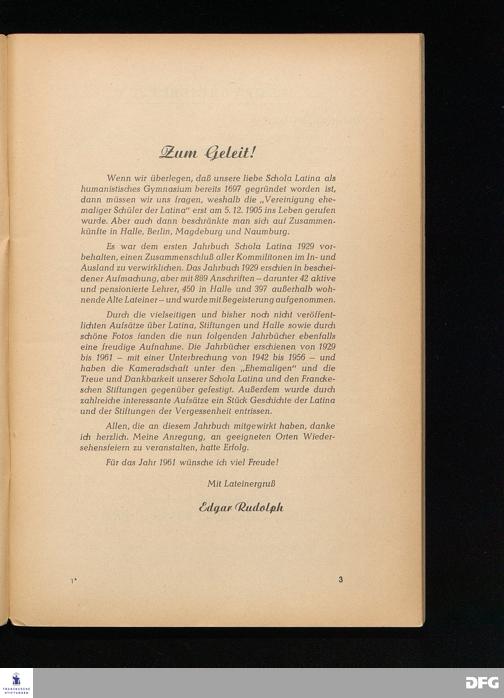 Zum Geleit!
Wenn wir überlegen, daß unsere liebe Schola Latina als
humanistisches Gymnasium bereits 1697 gegründet worden ist,
dann müssen wir uns fragen, weshalb die „Vereinigung ehe-
maliger Schüler der Latina" erst am 5. 12. 1905 ins Leben gerufen
wurde. Aber auch dann beschränkte man sich auf Zusammen-
künfte in Halle, Berlin, Magdeburg und Naumburg.
Es war dem ersten Jahrbuch Schola Latina 1929 vor-
behalten, einen Zusammenschluß aller Kommilitonen im In- und
Ausland zu verwirklichen. Das Jahrbuch 1929 erschien in beschei-
dener Aufmachung, aber mit 889 Anschriften – darunter 42 aktive
und pensionierte Lehrer, 450 in Halle und 397 außerhalb woh-
nende Alte Lateiner – und wurde mit Begeisterung aufgenommen.
Durch die vielseitigen und bisher noch nicht veröffent-
lichten Aufsätze über Latina, Stiftungen und Halle sowie durch
schöne Fotos fanden die nun folgenden Jahrbücher ebenfalls
eine freudige Aufnahme. Die Jahrbücher erschienen von 1929
bis 1961 – mit einer Unterbrechung von 1942 bis 1956 – und
haben die Kameradschaft unter den „Ehemaligen" und die
Treue und Dankbarkeit unserer Schola Latina und den Francke-
schen Stiftungen gegenüber gefestigt. Außerdem wurde durch
zahlreiche interessante Aufsätze ein Stück Geschichte der Latina
und der Stiftungen der Vergessenheit entrissen.
Allen, die an diesem Jahrbuch mitgewirkt haben, danke
ich herzlich. Meine Anregung, an geeigneten Orten Wieder-
sehensfeiern zu veranstalten, hatte Erfolg.
Für das Jahr 1961 wünsche ich viel Freude!
Mit Lateinergruß
Edgar Rudolph
1*
3
FRANCKESCHE
STIFTUNGEN
DFG